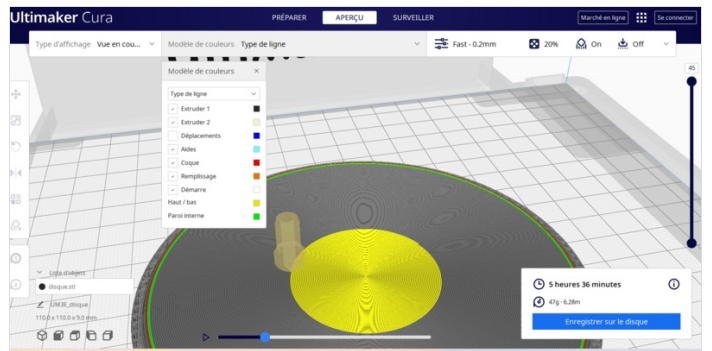 Ultimaker Cura
PRÉPARER
APERÇU
SURVEILLER
Marché en ligne
Se connecter
Type d'affichage Vue en cou...
Modèle de couleurs Type de ligne
Fast - 0.2mm
20%
On
Off
Modèle de couleurs
Type de ligne
Extruder 1
Extruder 2
Déplacements
Aides
Coque
Remplissage
Démarre
Haut / bas
Paroi interne
45
Liste d'objets
disque.stl
UM3E_disque
110.0 x 110.0 x 9.0 mm
5 heures 36 minutes
47g · 6.28m
Enregistrer sur le disque